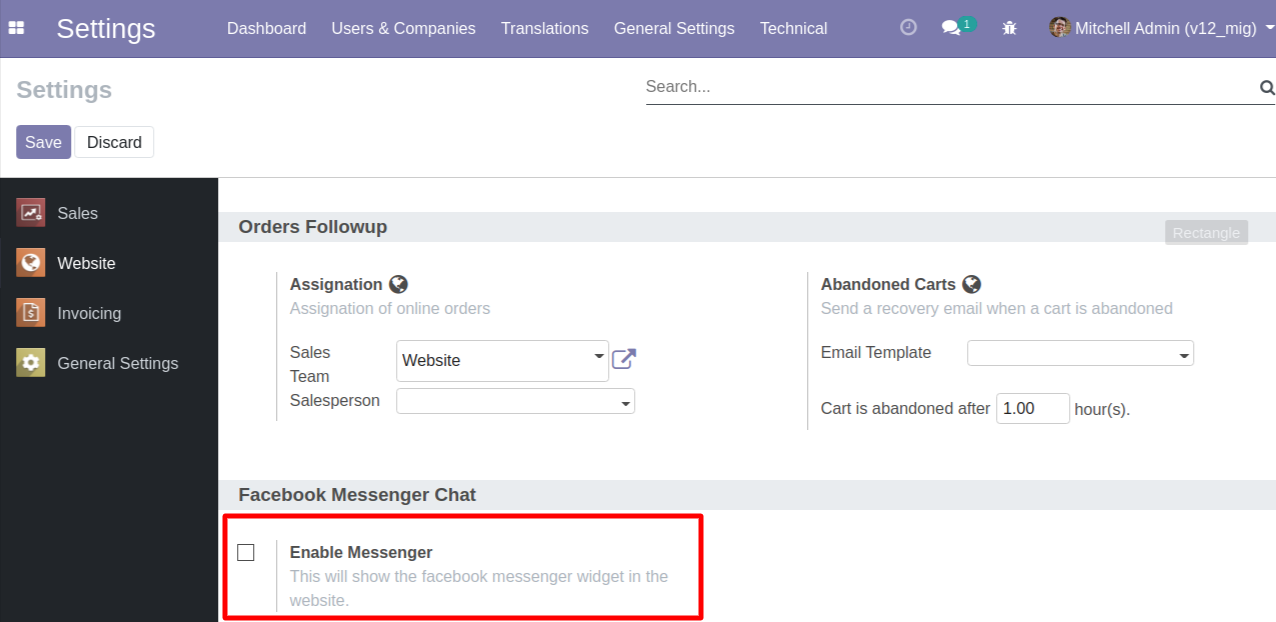 Settings Dashboard Users & Companies Translations General Settings Technical 1 Mitchell Admin (v12_mig)
Settings
Search...
Save Discard
Sales
Website
Invoicing
General Settings
Orders Followup
Rectangle
Assignation
Assignation of online orders
Sales
Team
Website
Salesperson
Abandoned Carts
Send a recovery email when a cart is abandoned
Email Template
Cart is abandoned after 1.00 hour(s).
Facebook Messenger Chat
Enable Messenger
This will show the facebook messenger widget in the
website.